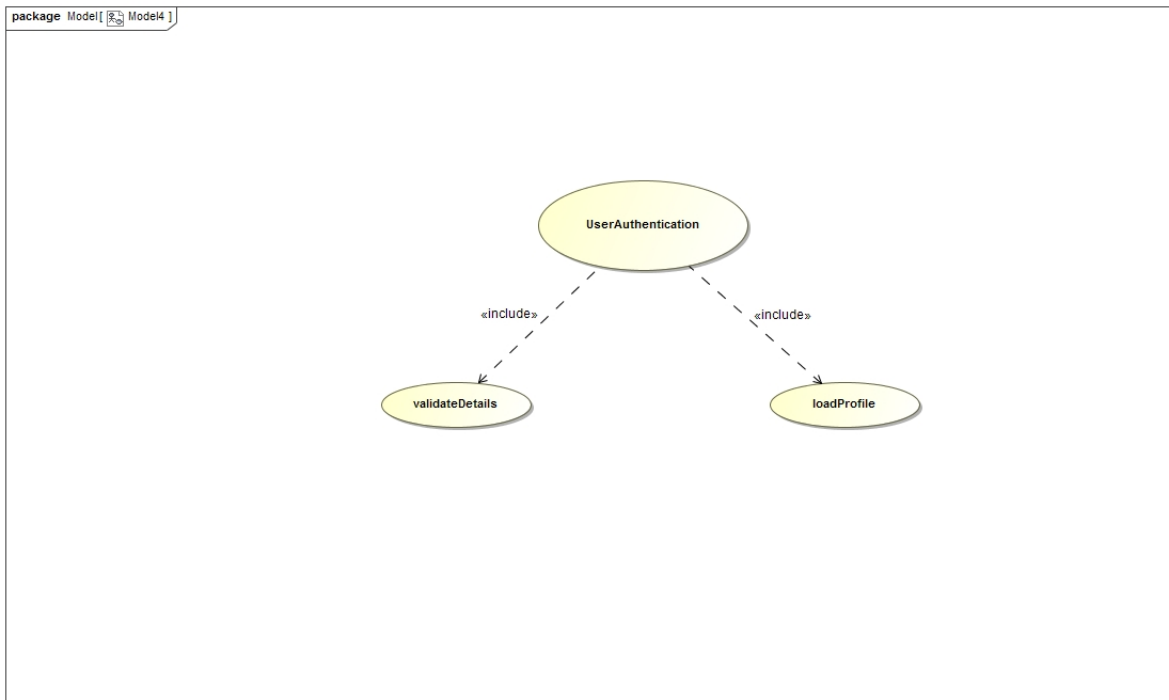 package Model[ Model4 ]
UserAuthentication
«include» «include»
validateDetails loadProfile